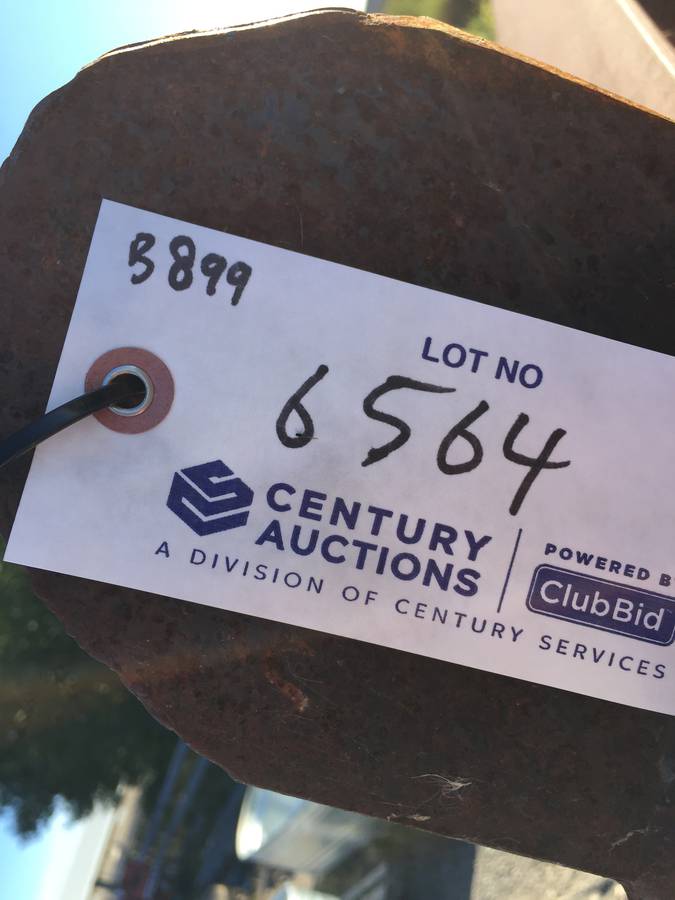 B899
LOT NO
6564
CENTURY
AUCTIONS
A DIVISION OF CENTURY SERVICES
POWERED
ClubBid